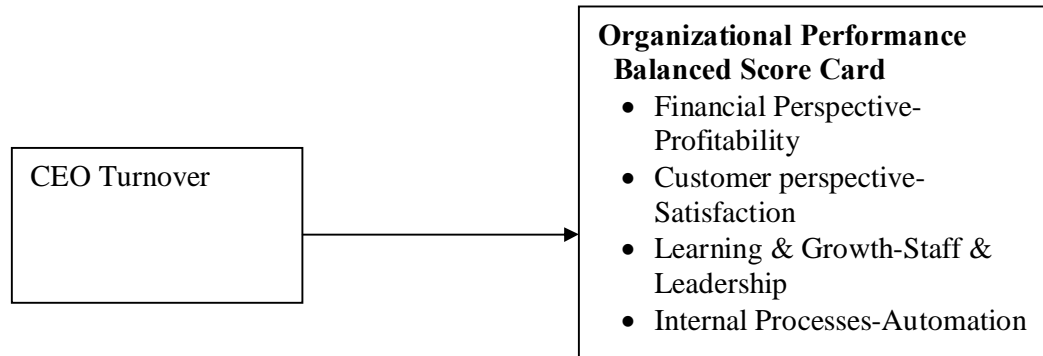 Organizational Performance
Balanced Score Card
• Financial Perspective-
Profitability
• Customer perspective-
Satisfaction
• Learning & Growth-Staff &
Leadership
• Internal Processes-Automation
CEO Turnover